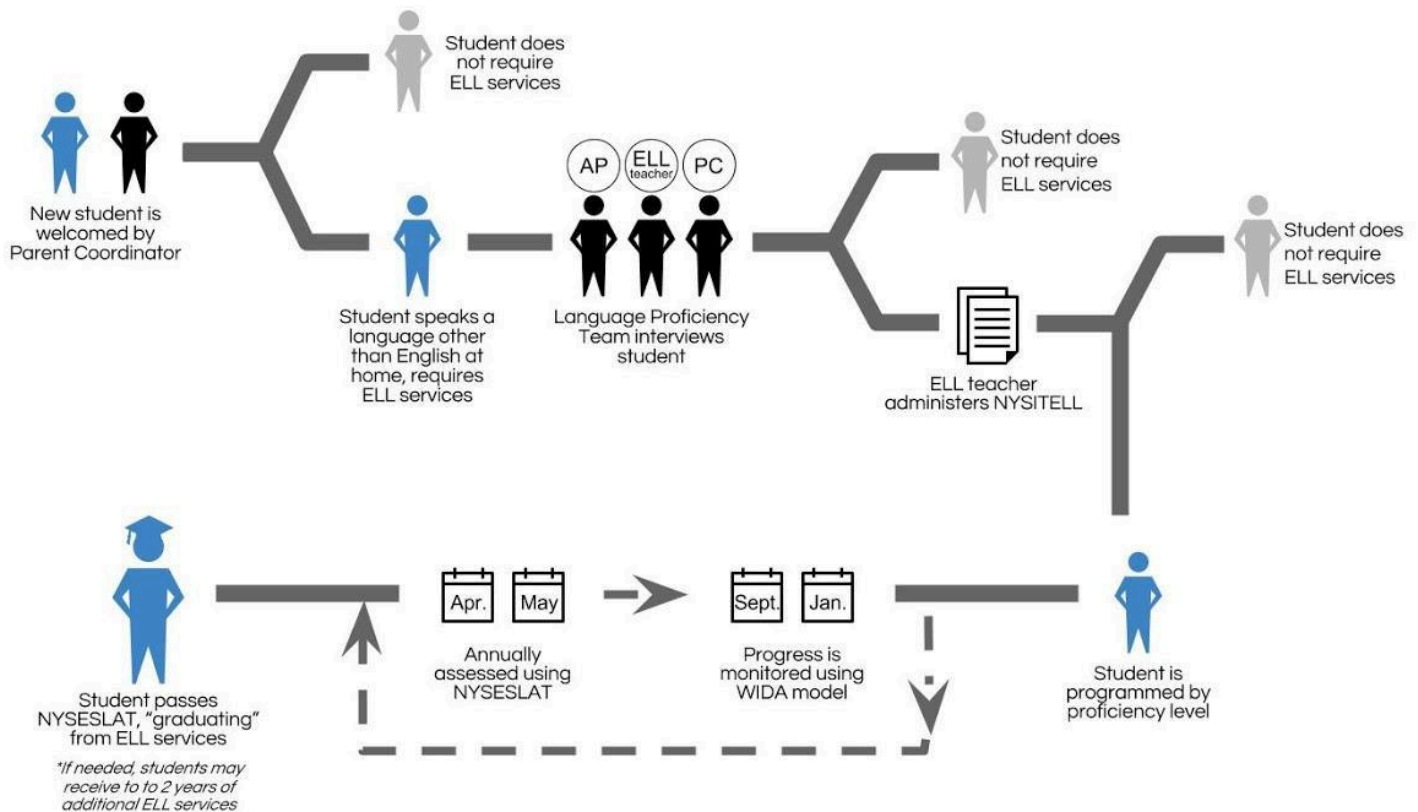 Student does
not require
ELL services
New student is
welcomed by
Parent Coordinator
Student speaks a
language other
than English at
home, requires
ELL services
AP
ELL
teacher
PC
Language Proficiency
Team interviews
student
Student does
not require
ELL services
ELL teacher
administers NYSITELL
Student does
not require
ELL services
Student is
programmed by
proficiency level
Sept.
Jan.
Progress is
monitored using
WIDA model
Apr.
May
Annually
assessed using
NYSESLAT
Student passes
NYSESLAT, “graduating”
from ELL services
*If needed, students may
receive to to 2 years of
additional ELL services